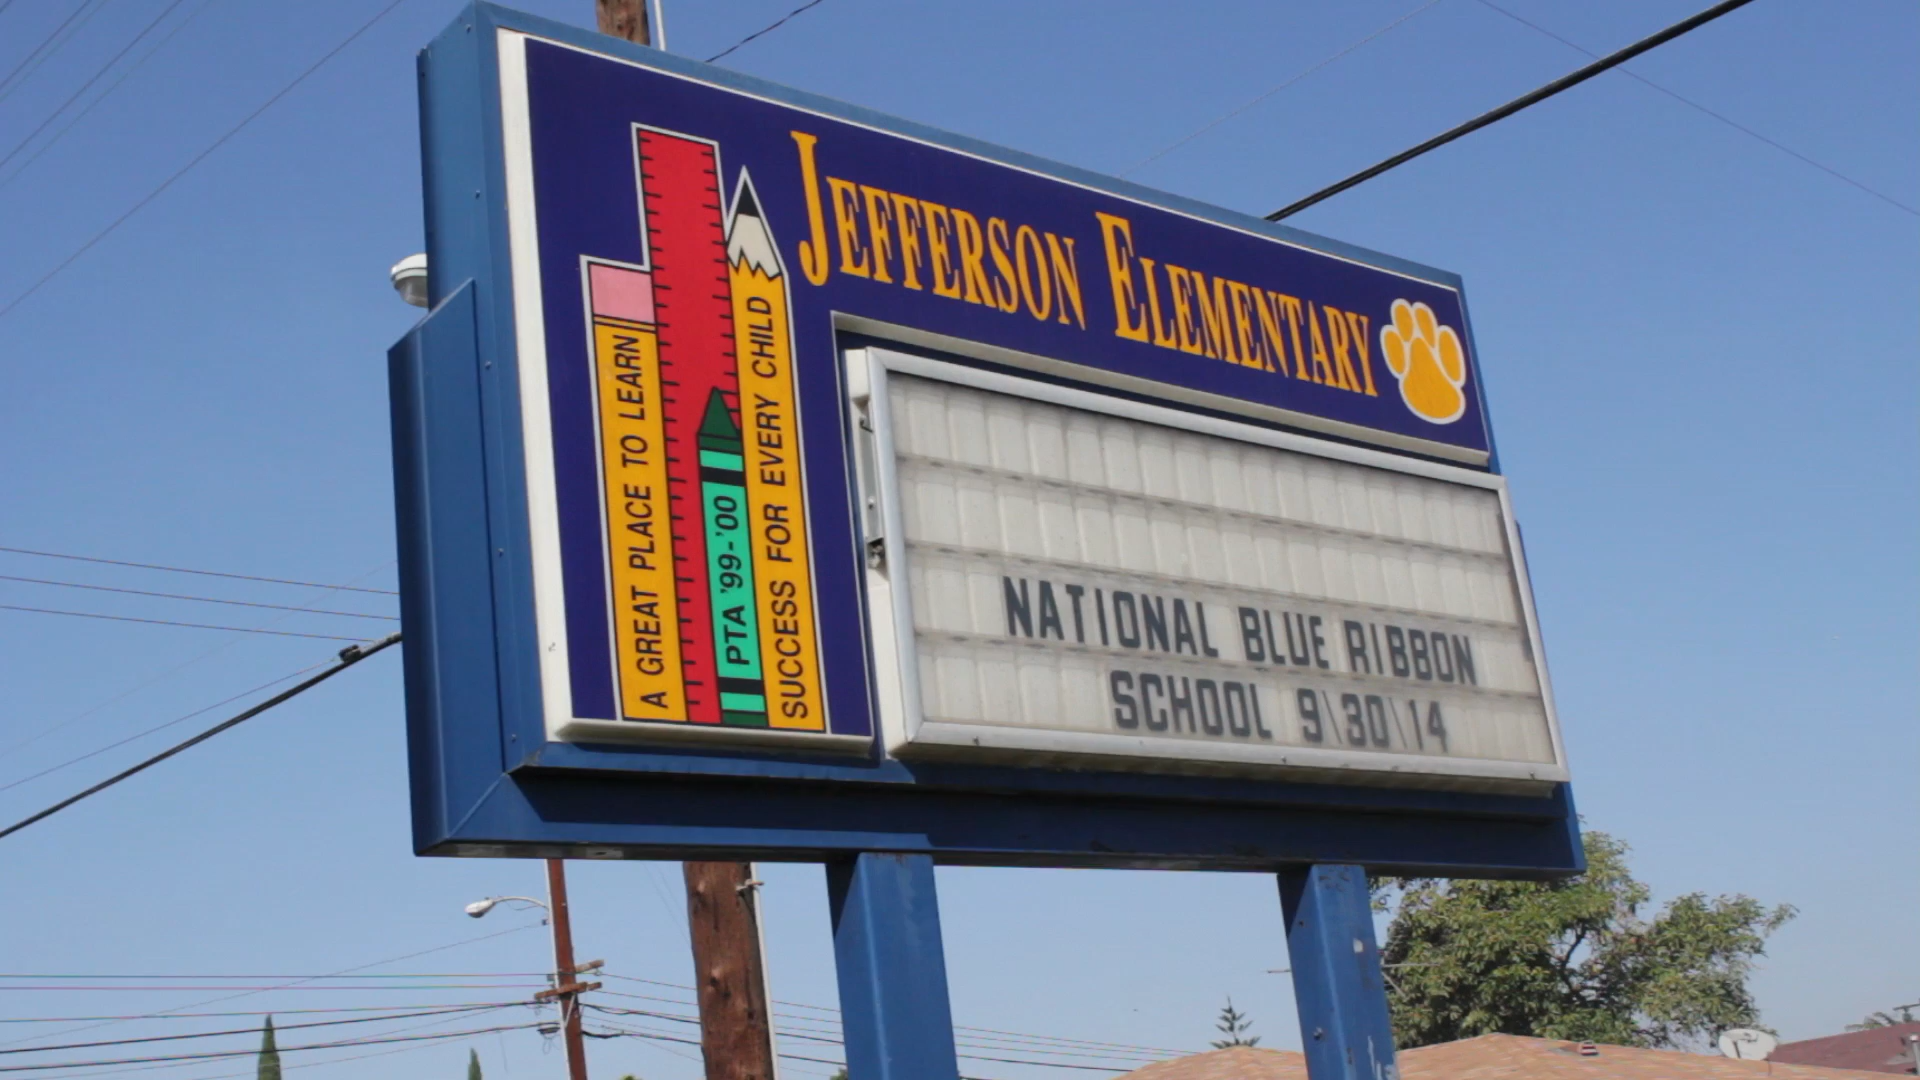 JEFFERSON ELEMENTARY
A GREAT PLACE TO LEARN
PTA '99-'00
SUCCESS FOR EVERY CHILD
NATIONAL BLUE RIBBON
SCHOOL 9\30\14